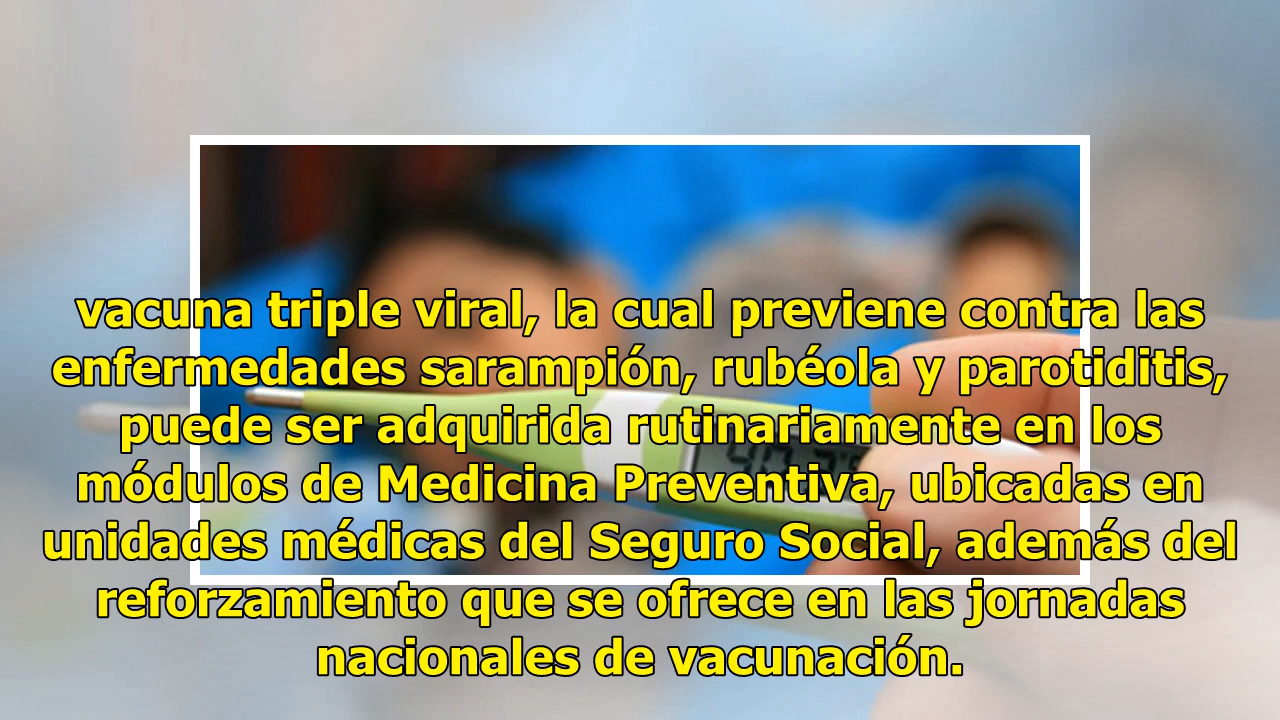 vacuna triple viral, la cual previene contra las
enfermedades sarampión, rubéola y parotiditis,
puede ser adquirida rutinariamente en los
módulos de Medicina Preventiva, ubicadas en
unidades médicas del Seguro Social, además del
reforzamiento que se ofrece en las jornadas
nacionales de vacunación.